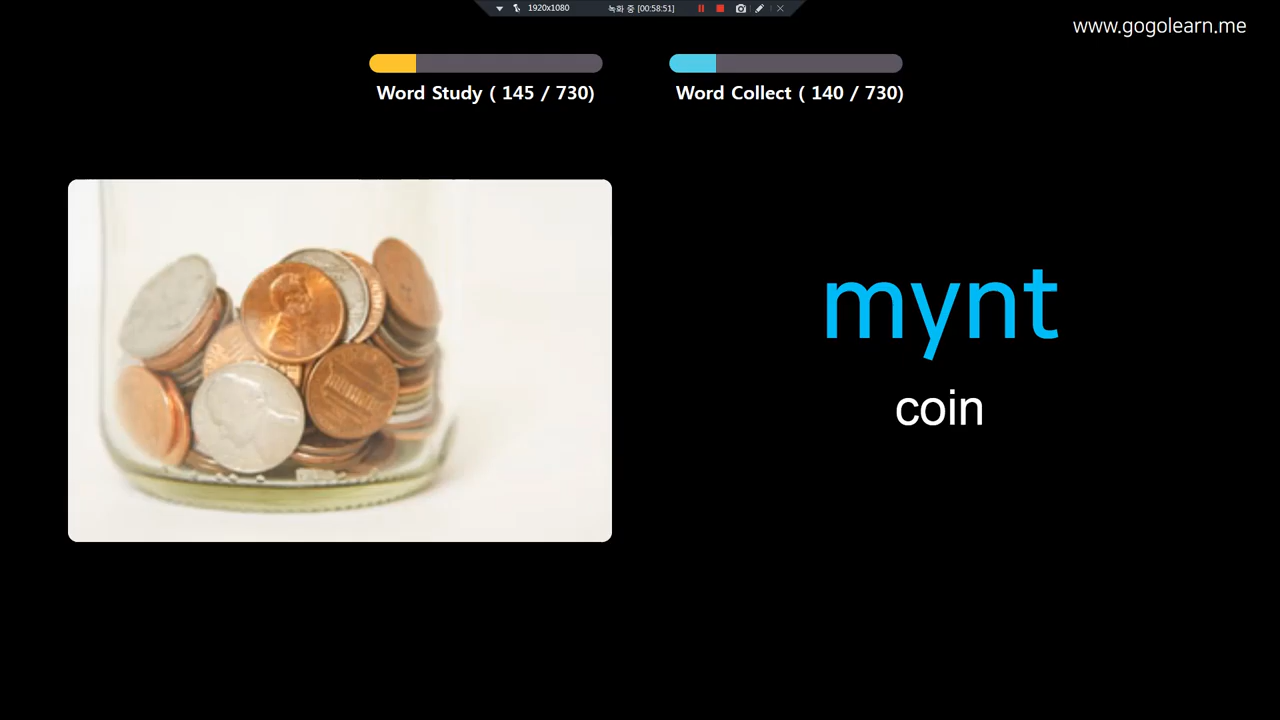 1920x1080 녹화 중 [00:58:51]
www.gogolearn.me
Word Study ( 145 / 730)
Word Collect ( 140 / 730)
mynt
coin